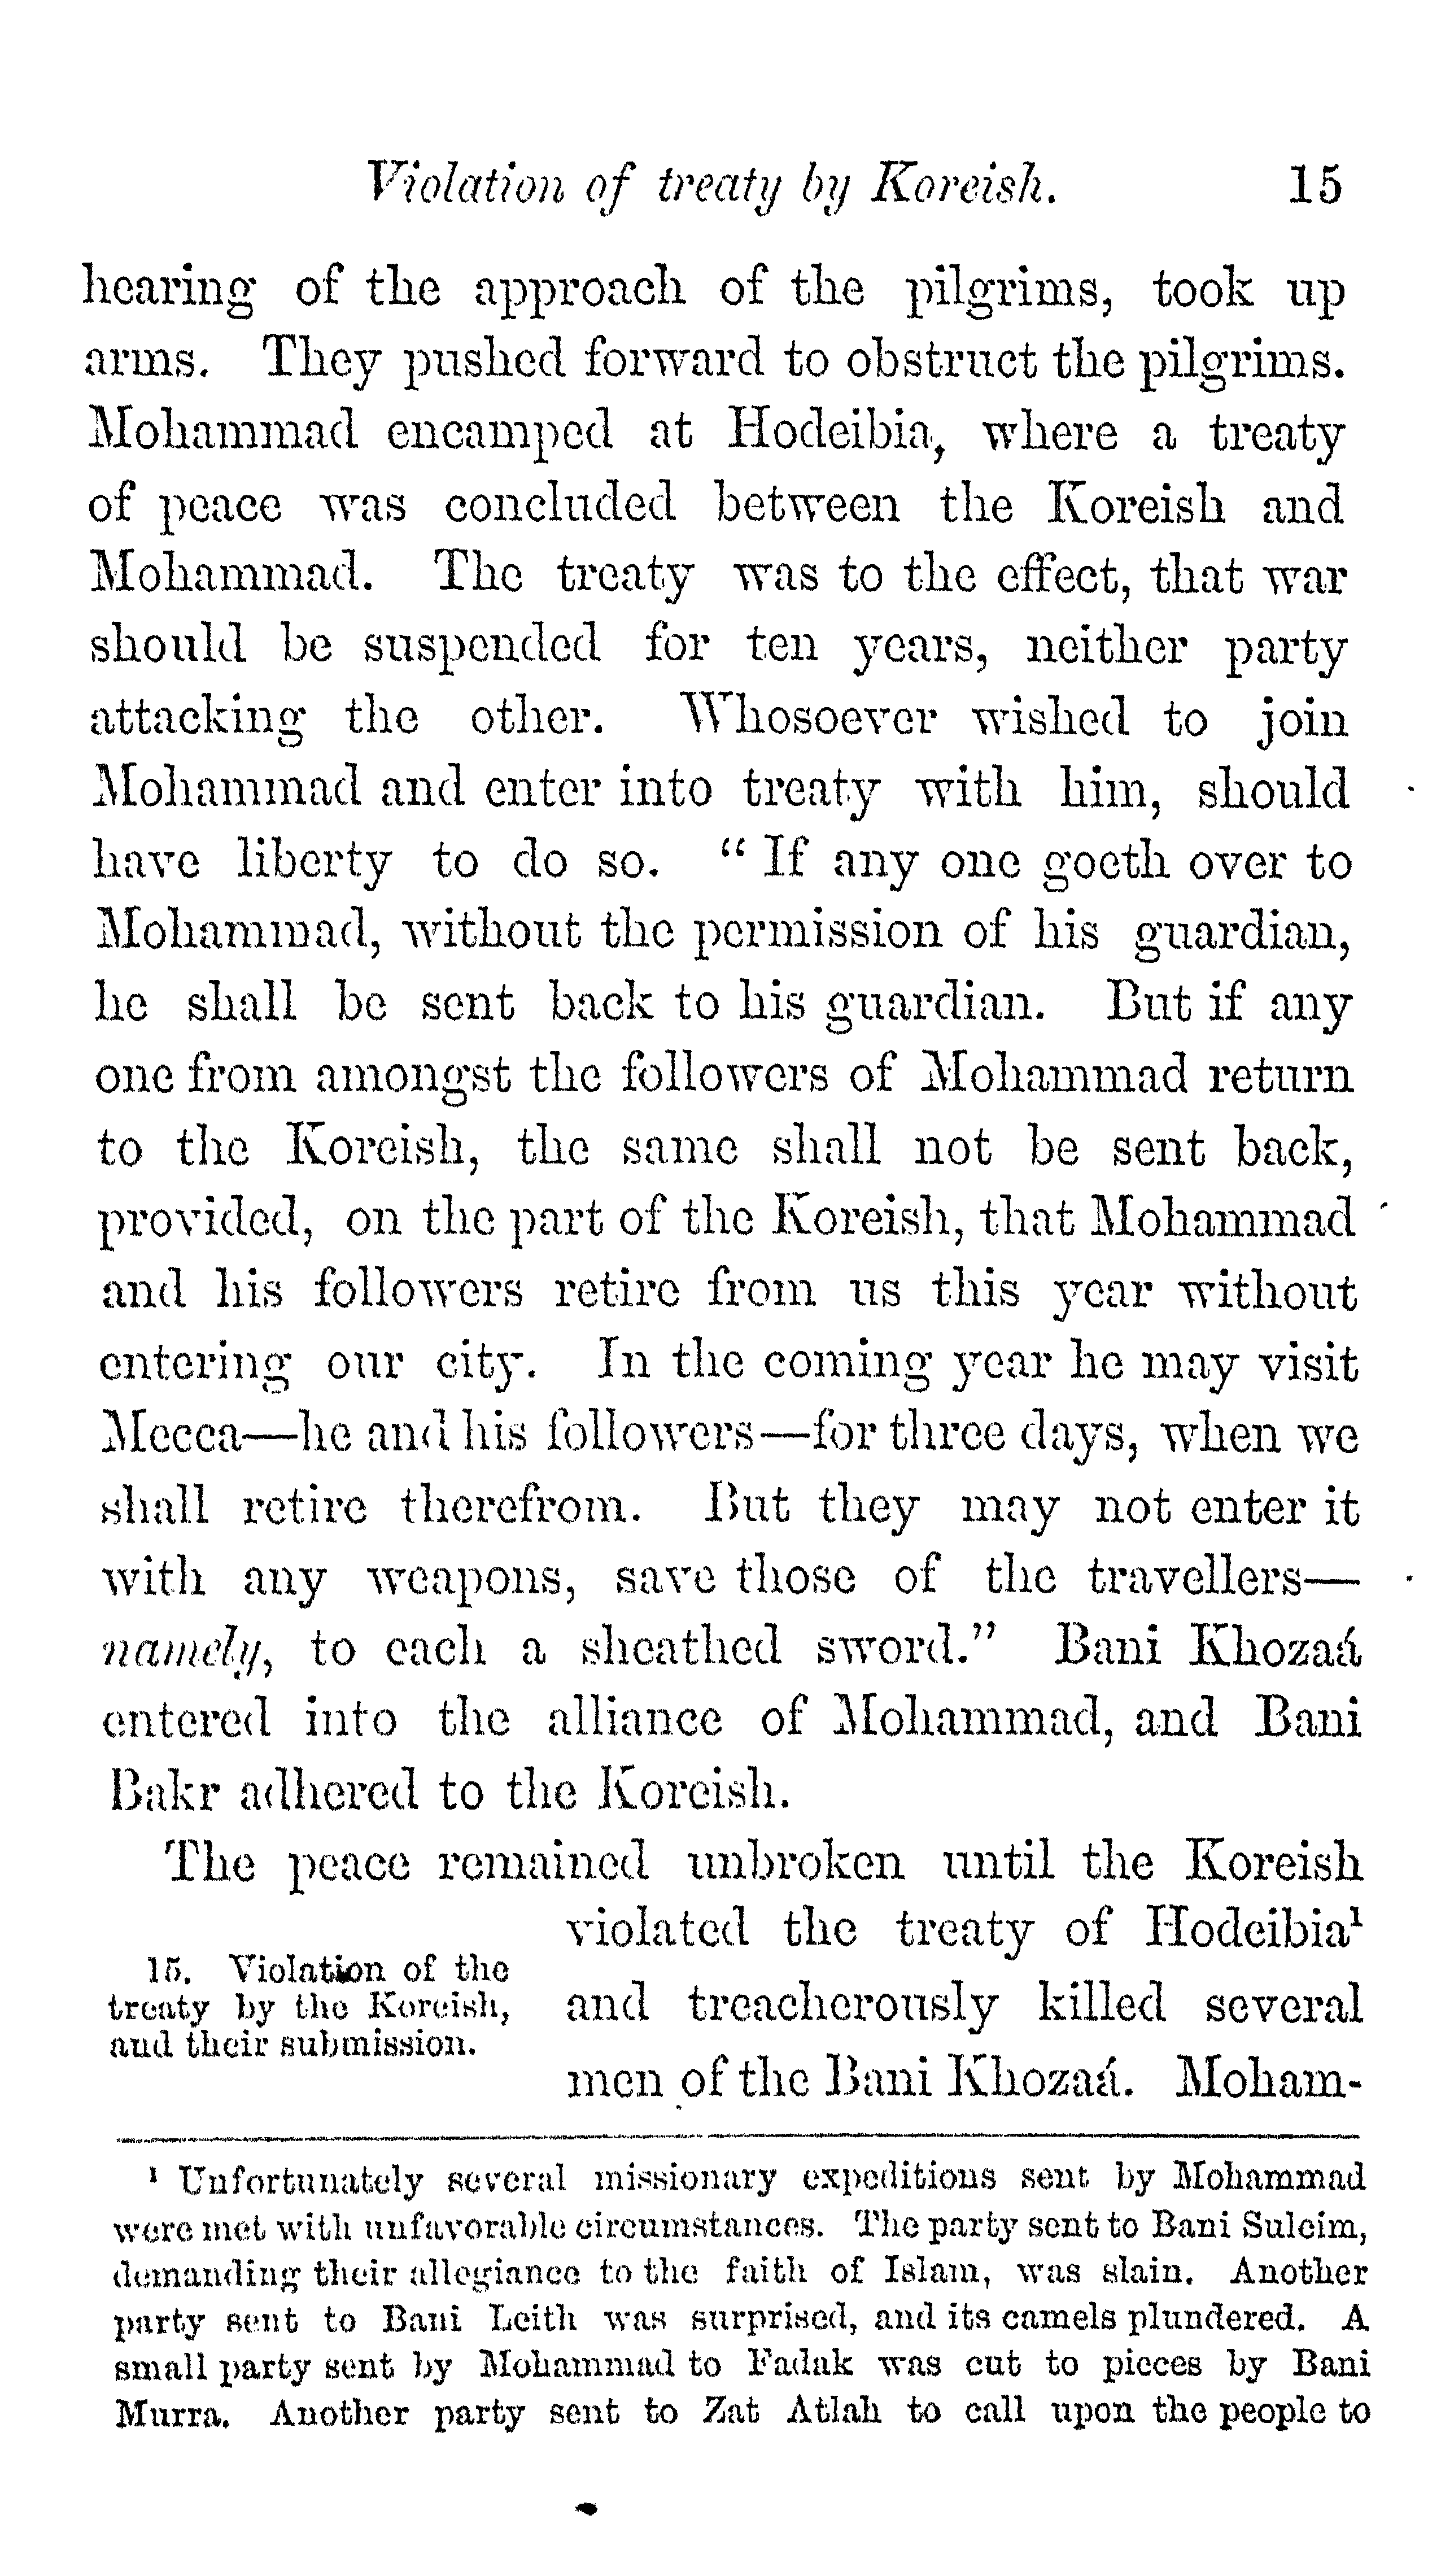 Violation of treaty by Koreish. 15
hearing of the approach of the pilgrims, took up
arms. They pushed forward to obstruct the pilgrims.
Mohammad encamped at Hodeibia, where a treaty
of peace was concluded between the Koreish and
Mohammad. The treaty was to the effect, that war
should be suspended for ten years, neither party
attacking the other. Whosoever wished to join
Mohammad and enter into treaty with him, should
have liberty to do so. “If any one goeth over to
Mohammad, without the permission of his guardian,
he shall be sent back to his guardian. But if any
one from amongst the followers of Mohammad return
to the Koreish, the same shall not be sent back,
provided, on the part of the Koreish, that Mohammad
and his followers retire from us this year without
entering our city. In the coming year he may visit
Mecca—he and his followers—for three days, when we
shall retire therefrom. But they may not enter it
with any weapons, save those of the travellers—
namely, to each a sheathed sword.” Bani Khozaá
entered into the alliance of Mohammad, and Bani
Bakr adhered to the Koreish.
The peace remained unbroken until the Koreish
violated the treaty of Hodeibia¹
15. Violation of the
treaty by the Koreish,
and their submission.
and treacherously killed several
men of the Bani Khozaá. Moham-
¹ Unfortunately several missionary expeditions sent by Mohammad
were met with unfavorable circumstances. The party sent to Bani Suleim,
demanding their allegiance to the faith of Islam, was slain. Another
party sent to Bani Leith was surprised, and its camels plundered. A
small party sent by Mohammad to Fadak was cut to pieces by Bani
Murra. Another party sent to Zat Atlah to call upon the people to